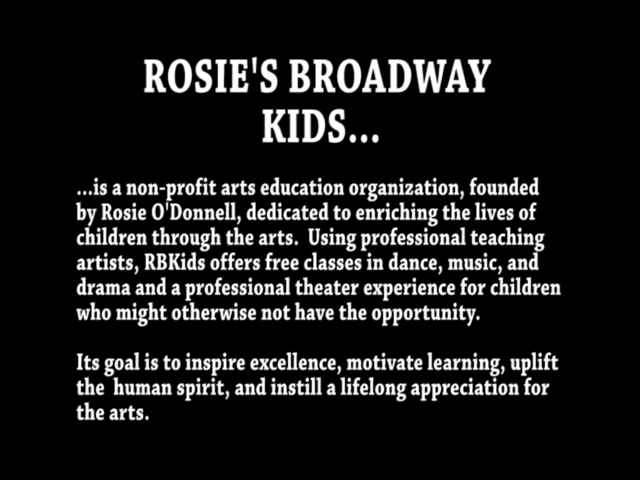 ROSIE'S BROADWAY
KIDS...
...is a non-profit arts education organization, founded
by Rosie O'Donnell, dedicated to enriching the lives of
children through the arts.  Using professional teaching
artists, RBKids offers free classes in dance, music, and
drama and a professional theater experience for children
who might otherwise not have the opportunity.
Its goal is to inspire excellence, motivate learning, uplift
the  human spirit, and instill a lifelong appreciation for
the arts.